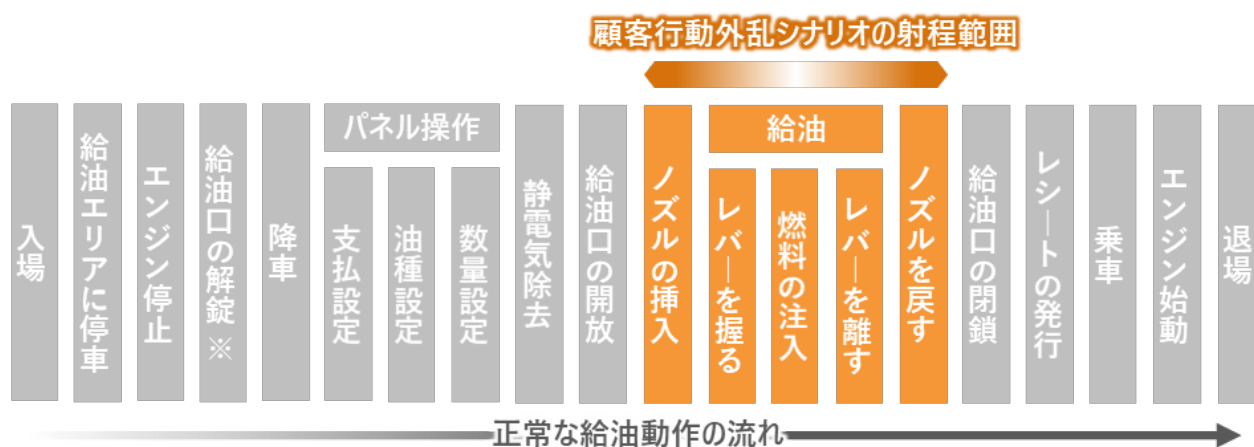 顧客行動外乱シナリオの射程範囲
入場
給油エリアに停車
エンジン停止
給油口の解錠※
降車
パネル操作
支払設定
油種設定
数量設定
静電気除去
給油口の開放
ノズルの挿入
給油
レバーを握る
燃料の注入
レバーを離す
ノズルを戻す
給油口の閉鎖
レシートの発行
乗車
エンジン始動
退場
正常な給油動作の流れ